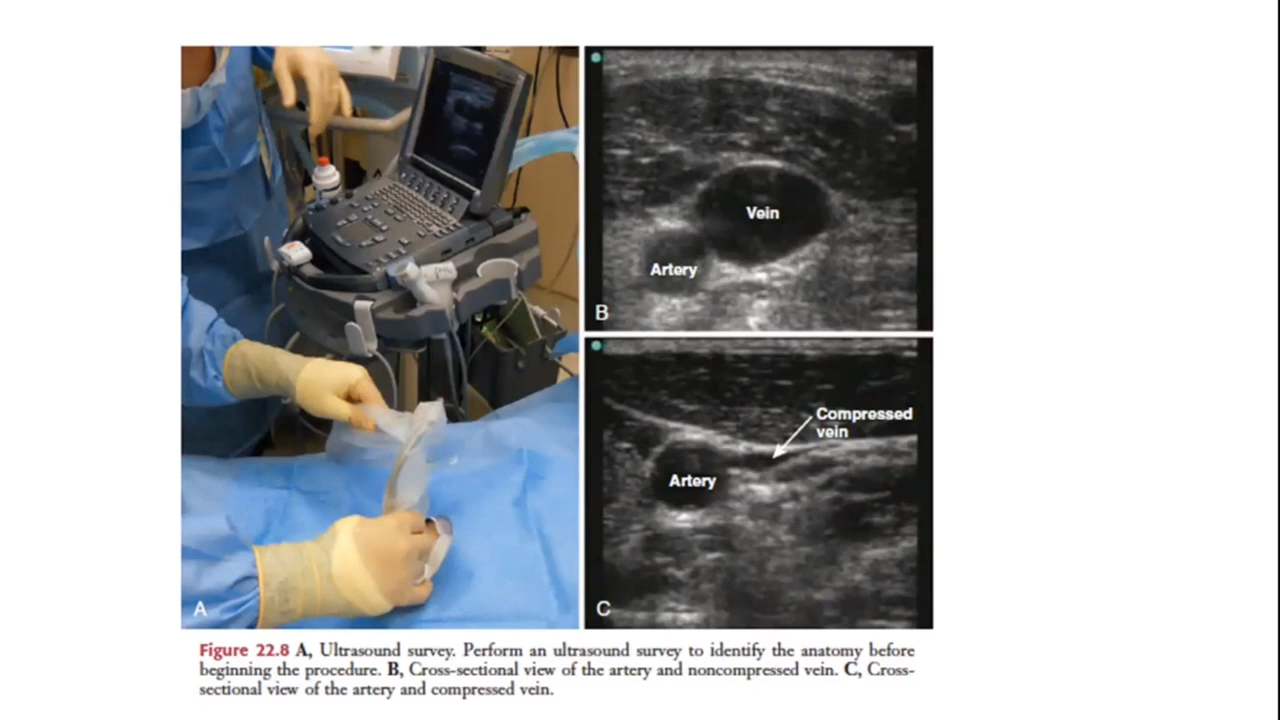 Vein
Artery
B
Compressed
vein
Artery
A
C
Figure 22.8 A, Ultrasound survey. Perform an ultrasound survey to identify the anatomy before
beginning the procedure. B, Cross-sectional view of the artery and noncompressed vein. C, Cross-
sectional view of the artery and compressed vein.